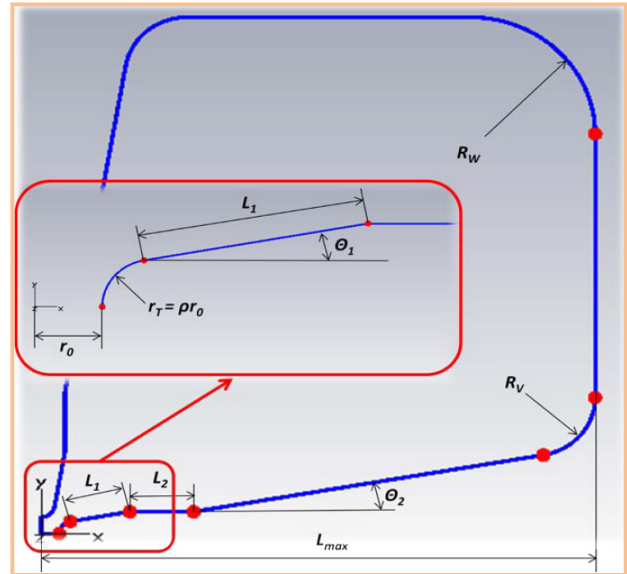 R_W
L_1
Θ_1
Y
Z
X
r_T = ρr_0
r_0
R_V
Y
L_1
L_2
Θ_2
Z
X
L_max